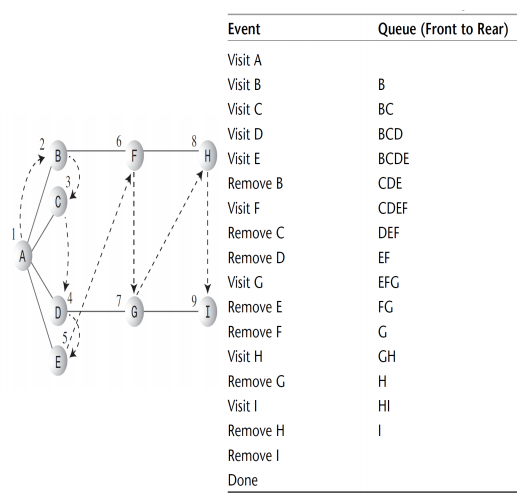 Event Queue (Front to Rear)
Visit A
Visit B B
Visit C BC
Visit D BCD
Visit E BCDE
Remove B CDE
Visit F CDEF
Remove C DEF
Remove D EF
Visit G EFG
Remove E FG
Remove F G
Visit H GH
Remove G H
Visit I HI
Remove H I
Remove I
Done
2 6 8
B F H
3
C
1
A
4 7 9
D G I
5
E